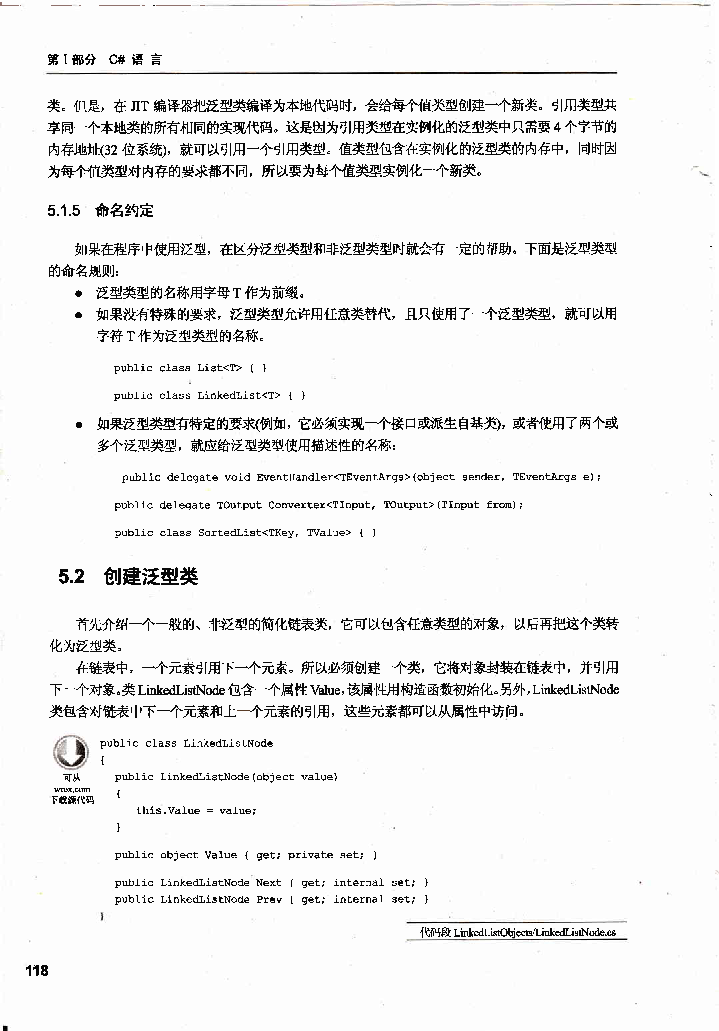 第 I 部分 C# 语 言
类。但是，在 JIT 编译器把泛型类编译为本地代码时，会给每个值类型创建一个新类。引用类型共
享同一个本地类的所有相同的实现代码。这是因为引用类型在实例化的泛型类中只需要 4 个字节的
内存地址(32 位系统)，就可以引用一个引用类型。值类型包含在实例化的泛型类的内存中，同时因
为每个值类型对内存的要求都不同，所以要为每个值类型实例化一个新类。
5.1.5 命名约定
如果在程序中使用泛型，在区分泛型类型和非泛型类型时就会有一定的帮助。下面是泛型类型
的命名规则：
● 泛型类型的名称用字母 T 作为前缀。
● 如果没有特殊的要求，泛型类型允许用任意类替代，且只使用了一个泛型类型，就可以用
字符 T 作为泛型类型的名称。
public class List<T> { }
public class LinkedList<T> { }
● 如果泛型类型有特定的要求(例如，它必须实现一个接口或派生自基类)，或者使用了两个或
多个泛型类型，就应给泛型类型使用描述性的名称：
public delegate void EventHandler<TEventArgs>(object sender, TEventArgs e);
public delegate TOutput Converter<TInput, TOutput>(TInput from);
public class SortedList<TKey, TValue> { }
5.2 创建泛型类
首先介绍一个一般的、非泛型的简化链表类，它可以包含任意类型的对象，以后再把这个类转
化为泛型类。
在链表中，一个元素引用下一个元素。所以必须创建一个类，它将对象封装在链表中，并引用
下一个对象。类 LinkedListNode 包含一个属性 Value，该属性用构造函数初始化。另外，LinkedListNode
类包含对链表中下一个元素和上一个元素的引用，这些元素都可以从属性中访问。
可从
wrox.com
下载源代码
public class LinkedListNode
{
public LinkedListNode(object value)
{
this.Value = value;
}
public object Value { get; private set; }
public LinkedListNode Next { get; internal set; }
public LinkedListNode Prev { get; internal set; }
}
代码段 LinkedListObjects/LinkedListNode.cs
118